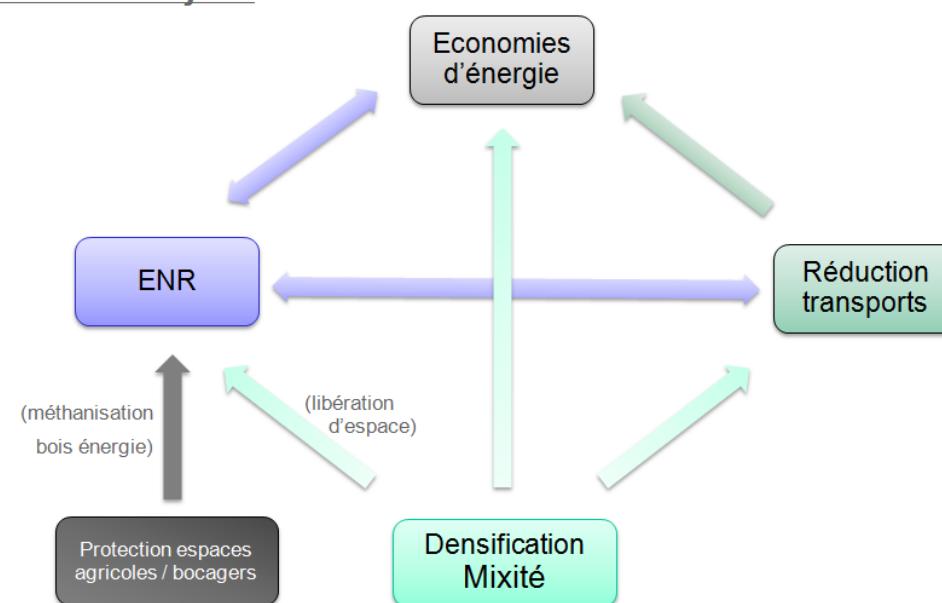 Economies
d’énergie
ENR
Réduction
transports
(méthanisation
bois énergie)
(libération
d’espace)
Protection espaces
agricoles / bocagers
Densification
Mixité